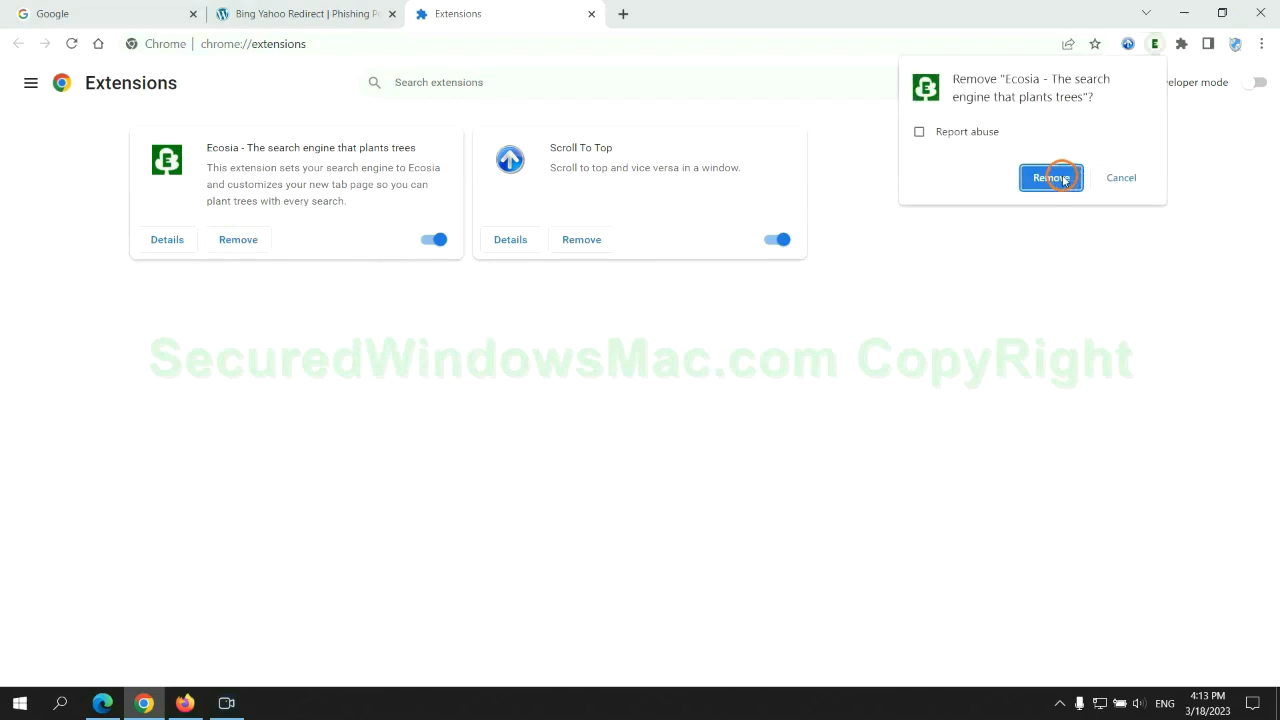 Google
Bing Yahoo Redirect | Phishing Po
Extensions
Chrome
chrome://extensions
Extensions
Search extensions
veloper mode
Remove "Ecosia - The search
engine that plants trees"?
Report abuse
Remove
Cancel
Ecosia - The search engine that plants trees
This extension sets your search engine to Ecosia
and customizes your new tab page so you can
plant trees with every search.
Details
Remove
Scroll To Top
Scroll to top and vice versa in a window.
Details
Remove
SecuredWindowsMac.com CopyRight
ENG
4:13 PM
3/18/2023